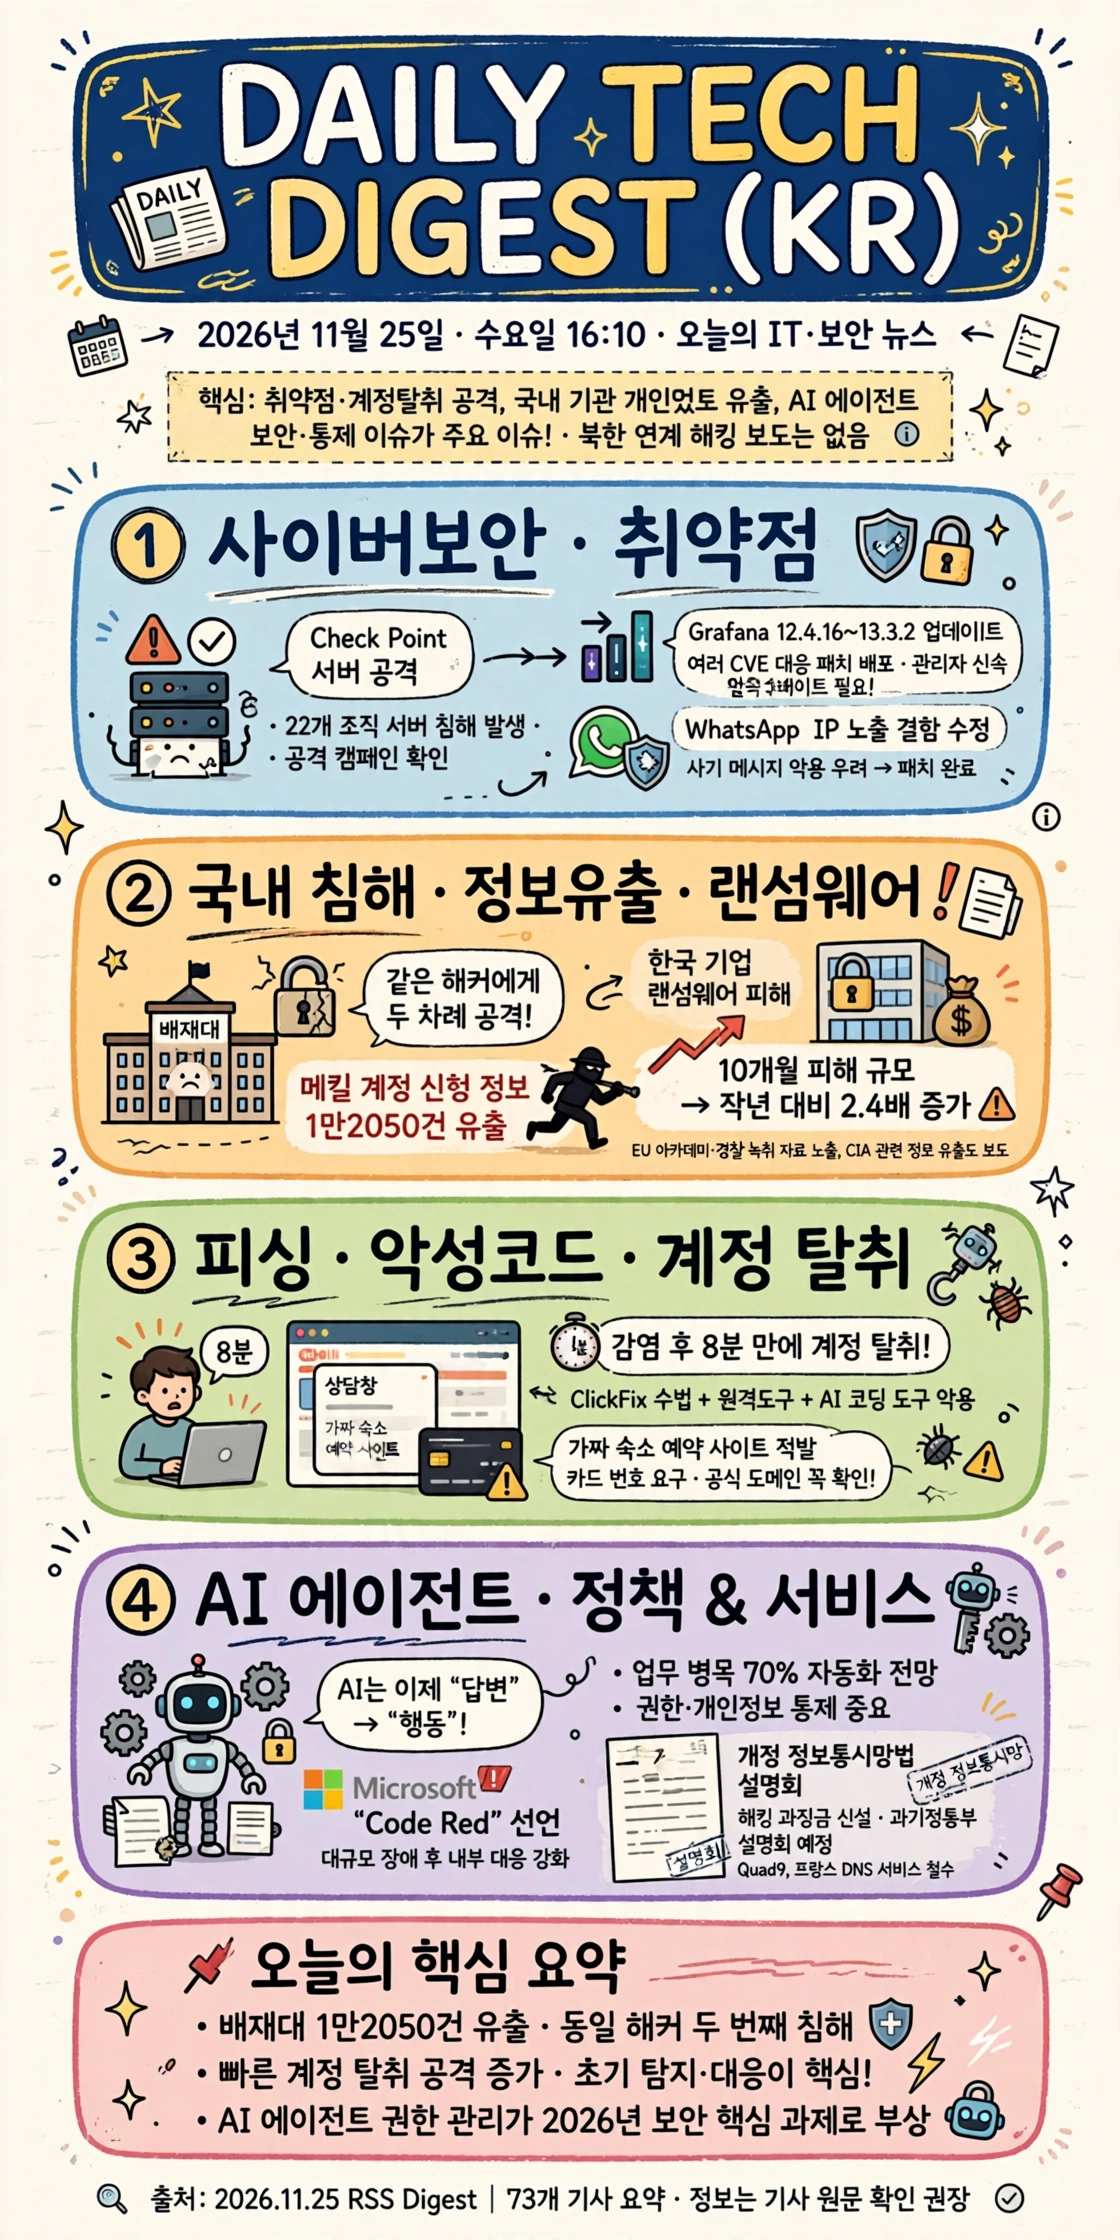 DAILY TECH
DIGEST (KR)
DAILY
2026년 11월 25일 · 수요일 16:10 · 오늘의 IT·보안 뉴스
핵심: 취약점·계정탈취 공격, 국내 기관 개인었토 유출, AI 에이전트
보안·통제 이슈가 주요 이슈! · 북한 연계 해킹 보도는 없음
1 사이버보안 · 취약점
Check Point
서버 공격
· 22개 조직 서버 침해 발생 ·
· 공격 캠페인 확인
Grafana 12.4.16~13.3.2 업데이트
여러 CVE 대응 패치 배포 · 관리자 신속
필요!
WhatsApp IP 노출 결함 수정
사기 메시지 악용 우려 → 패치 완료
2 국내 침해 · 정보유출 · 랜섬웨어!
배재대
같은 해커에게
두 차례 공격!
메킬 계정 신헝 정보
1만2050건 유출
한국 기업
랜섬웨어 피해
10개월 피해 규모
→ 작년 대비 2.4배 증가
EU 아카데미·경찰 녹취 자료 노출, CIA 관련 정모 유출도 보도
3 피싱 · 악성코드 · 계정 탈취
8분
상담창
가짜 숙소
예약 사이트
감염 후 8분 만에 계정 탈취!
ClickFix 수법 + 원격도구 + AI 코딩 도구 악용
가짜 숙소 예약 사이트 적발
카드 번호 요구 · 공식 도메인 꼭 확인!
4 AI 에이전트 · 정책 & 서비스
AI는 이제 “답변”
→ “행동”!
· 업무 병목 70% 자동화 전망
· 권한·개인정보 통제 중요
Microsoft
“Code Red” 선언
대규모 장애 후 내부 대응 강화
설명회
개정 정보통시망법
설명회
개정 정보통시망
해킹 과징금 신설 · 과기정통부
설명회 예정
Quad9, 프랑스 DNS 서비스 철수
오늘의 핵심 요약
· 배재대 1만2050건 유출 · 동일 해커 두 번째 침해
· 빠른 계정 탈취 공격 증가 · 초기 탐지·대응이 핵심!
· AI 에이전트 권한 관리가 2026년 보안 핵심 과제로 부상
출처: 2026.11.25 RSS Digest | 73개 기사 요약 · 정보는 기사 원문 확인 권장